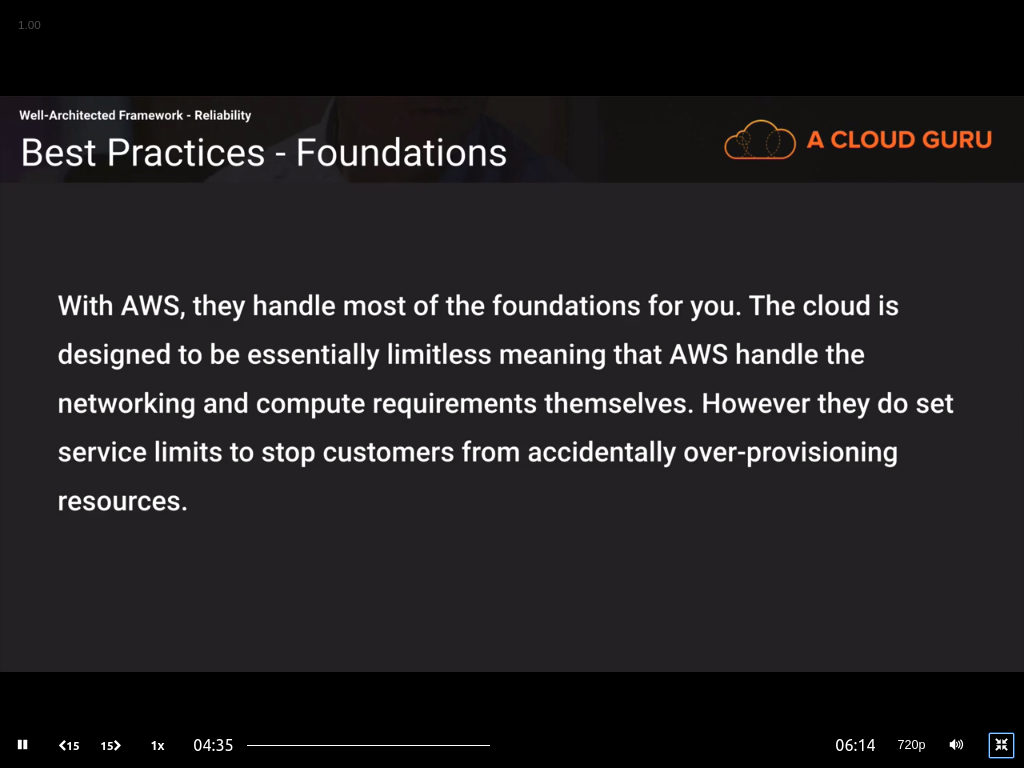 1.00
Well-Architected Framework - Reliability
Best Practices - Foundations
A CLOUD GURU
With AWS, they handle most of the foundations for you. The cloud is
designed to be essentially limitless meaning that AWS handle the
networking and compute requirements themselves. However they do set
service limits to stop customers from accidentally over-provisioning
resources.
15 15 1x 04:35 06:14 720p